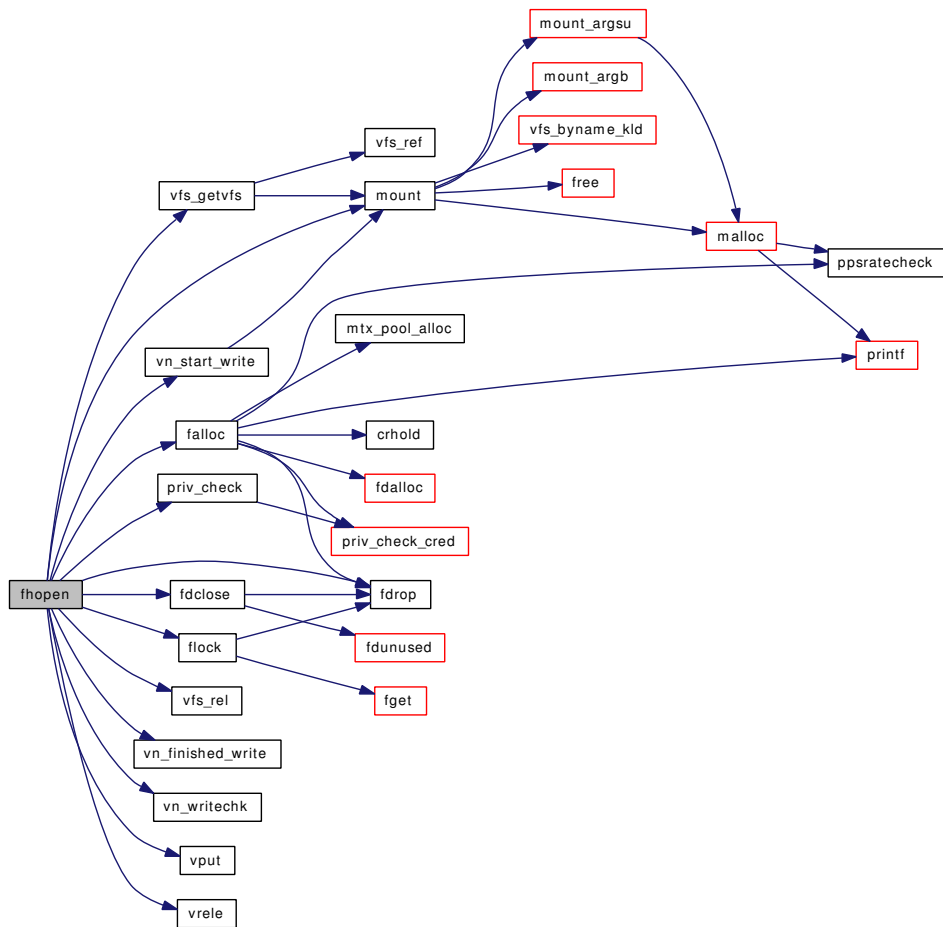 mount_argsu
mount_argb
vfs_byname_kld
vfs_ref
free
vfs_getvfs
mount
malloc
ppsratecheck
mtx_pool_alloc
printf
vn_start_write
falloc
crhold
fdalloc
priv_check
priv_check_cred
fhopen
fdclose
fdrop
flock
fdunused
vfs_rel
fget
vn_finished_write
vn_writechk
vput
vrele